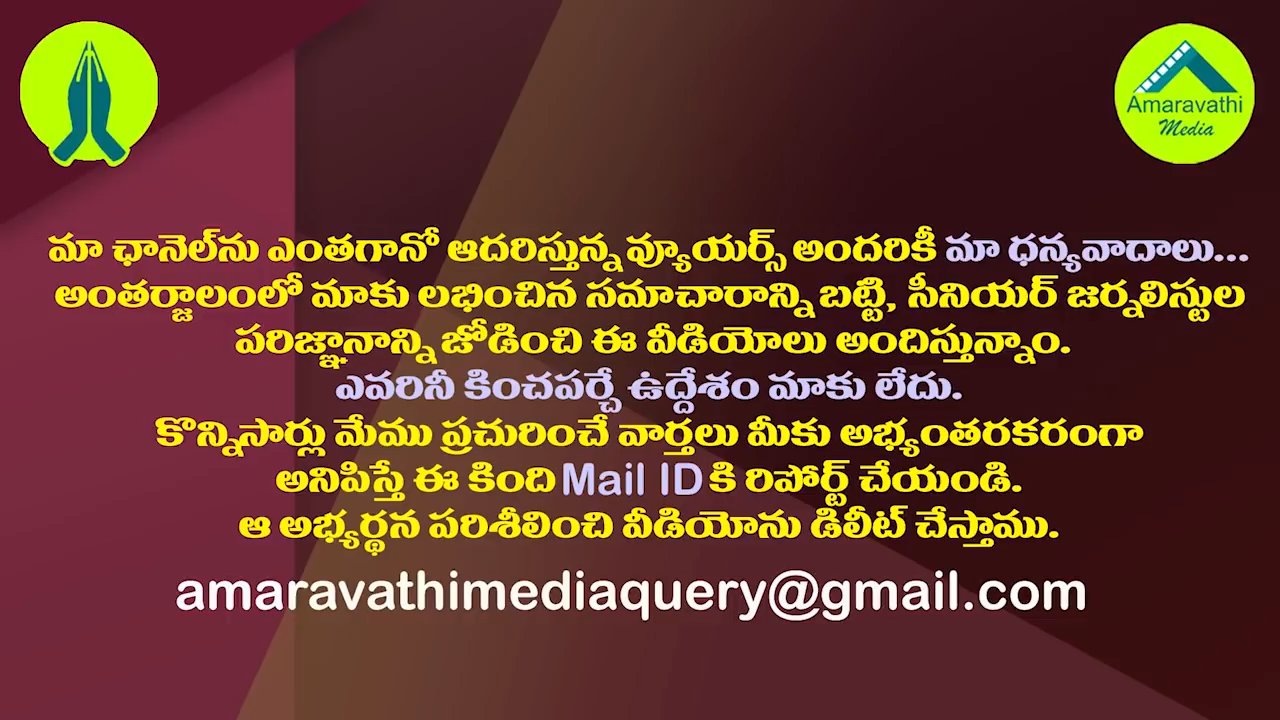 Amaravathi
Media
మా ఛానెల్‌ను ఎంతగానో ఆదరిస్తున్న వ్యూయర్స్ అందరికీ మా ధన్యవాదాలు...
అంతర్జాలంలో మాకు లభించిన సమాచారాన్ని బట్టి, సీనియర్ జర్నలిస్టుల
పరిజ్ఞానాన్ని జోడించి ఈ వీడియోలు అందిస్తున్నాం.
ఎవరినీ కించపర్చే ఉద్దేశం మాకు లేదు.
కొన్నిసార్లు మేము ప్రచురించే వార్తలు మీకు అభ్యంతరకరంగా
అనిపిస్తే ఈ కింది Mail ID కి రిపోర్ట్ చేయండి.
ఆ అభ్యర్థన పరిశీలించి వీడియోను డిలీట్ చేస్తాము.
amaravathimediaquery@gmail.com